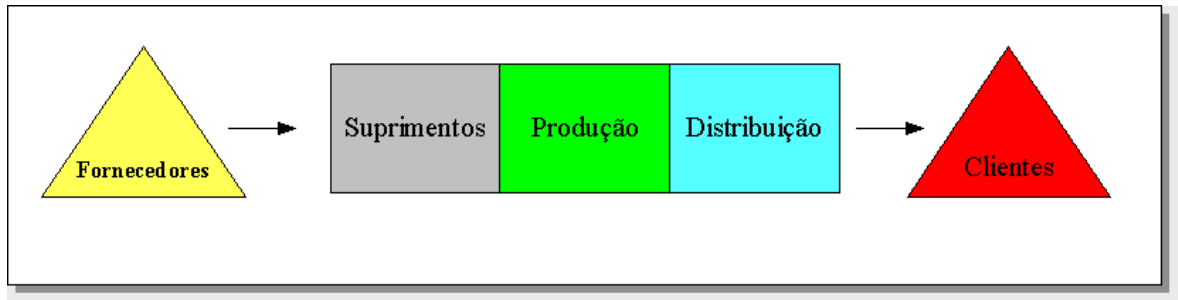 Fornecedores
Suprimentos
Produção
Distribuição
Clientes